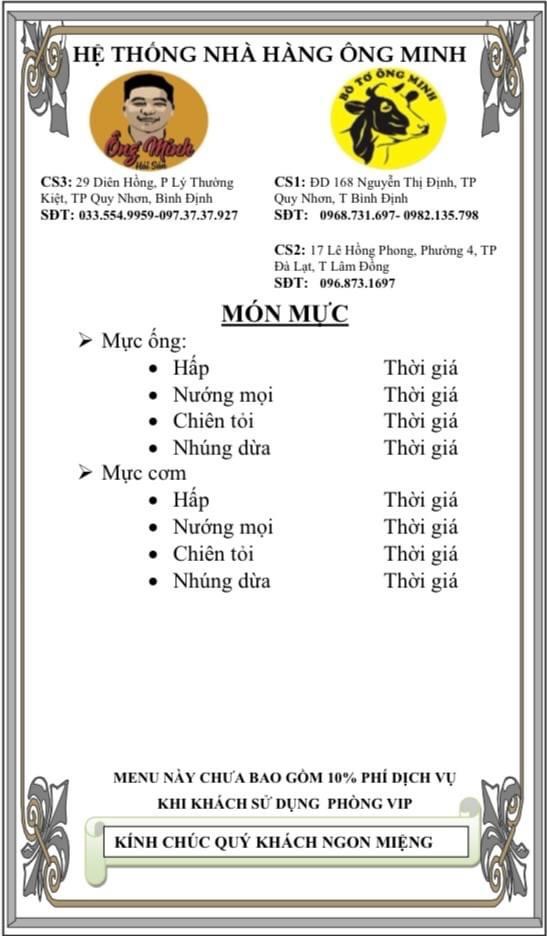 HỆ THỐNG NHÀ HÀNG ÔNG MINH
Ông Minh
Hải Sản
BÒ TƠ ÔNG MINH
CS3: 29 Diên Hồng, P Lý Thường
Kiệt, TP Quy Nhơn, Bình Định
SĐT: 033.554.9959-097.37.37.927
CS1: ĐD 168 Nguyễn Thị Định, TP
Quy Nhơn, T Bình Định
SĐT: 0968.731.697- 0982.135.798
CS2: 17 Lê Hồng Phong, Phường 4, TP
Đà Lạt, T Lâm Đồng
SĐT: 096.873.1697
MÓN MỰC
➢ Mực ống:
• Hấp Thời giá
• Nướng mọi Thời giá
• Chiên tỏi Thời giá
• Nhúng dừa Thời giá
➢ Mực cơm
• Hấp Thời giá
• Nướng mọi Thời giá
• Chiên tỏi Thời giá
• Nhúng dừa Thời giá
MENU NÀY CHƯA BAO GỒM 10% PHÍ DỊCH VỤ
KHI KHÁCH SỬ DỤNG PHÒNG VIP
KÍNH CHÚC QUÝ KHÁCH NGON MIỆNG